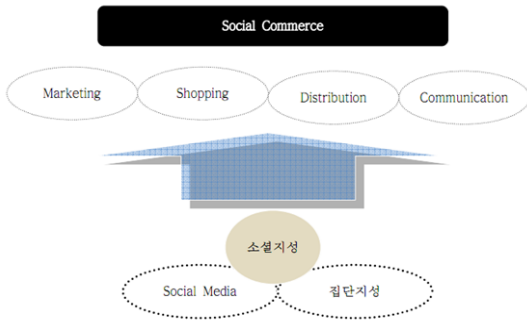 Social Commerce
Marketing
Shopping
Distribution
Communication
소셜지성
Social Media
집단지성